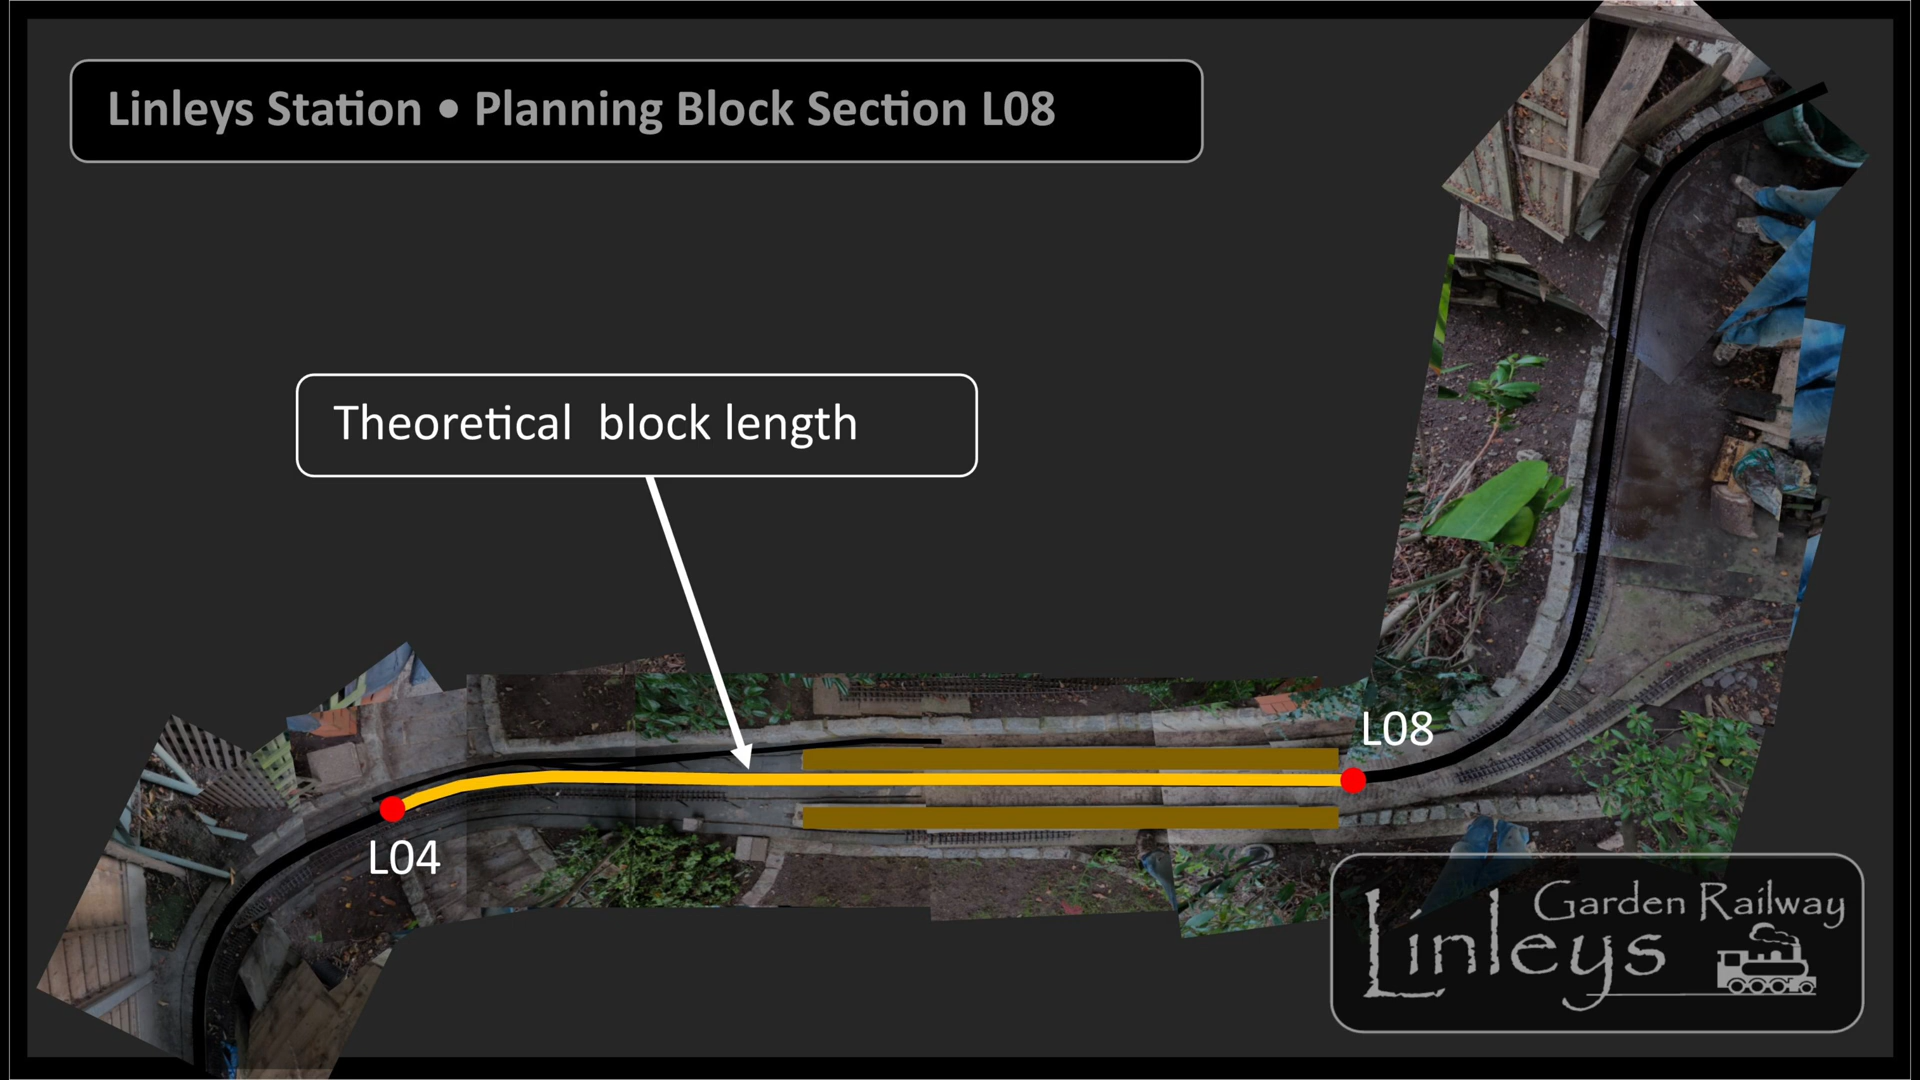 Linleys Station • Planning Block Section L08
Theoretical block length
L08
L04
Garden Railway
Linleys